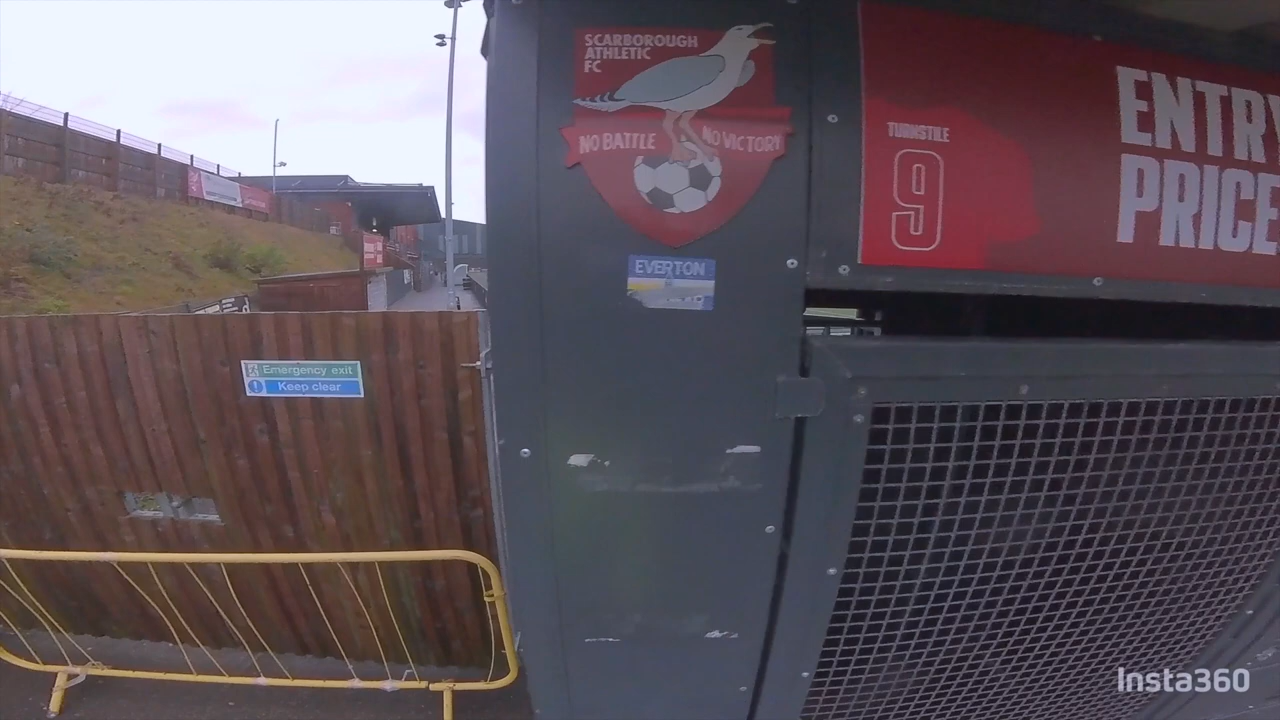 SCARBOROUGH
ATHLETIC
FC
NO BATTLE NO VICTORY
EVERTON
TURNSTILE
9
ENTRY
PRICE
Emergency exit
Keep clear
Insta360